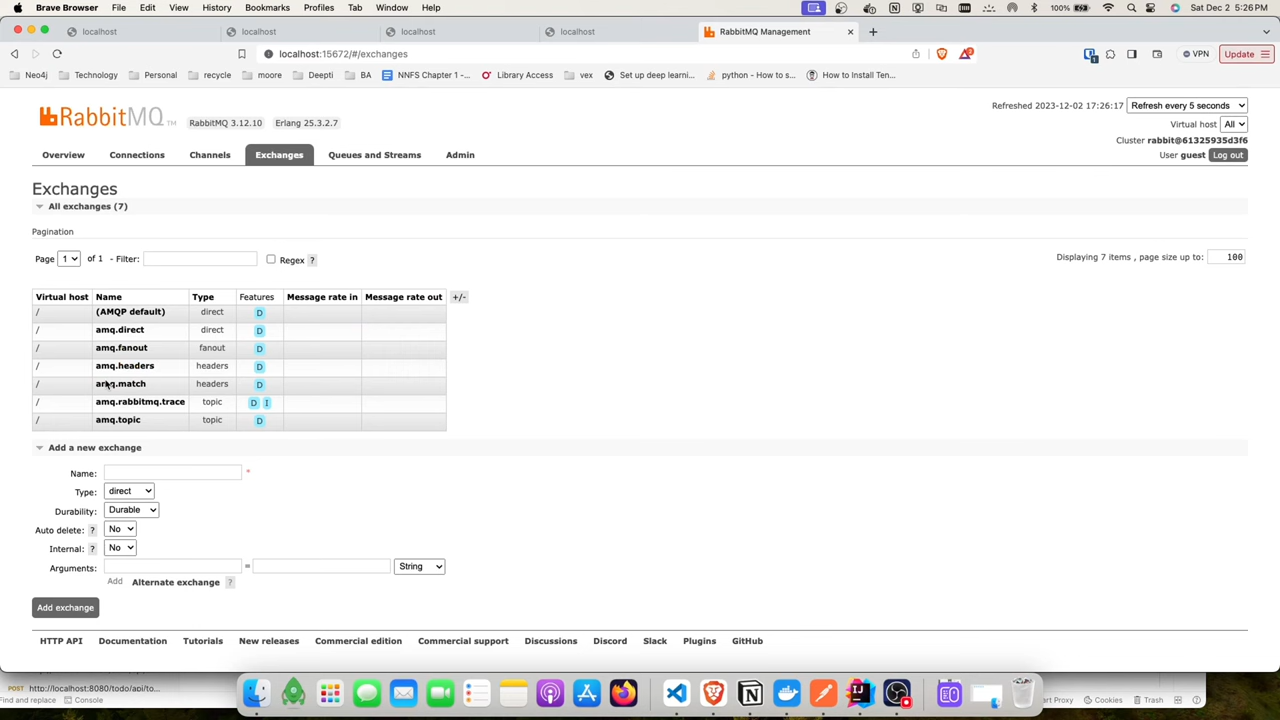 Brave Browser File Edit View History Bookmarks Profiles Tab Window Help 100% Sat Dec 2 5:26 PM
localhost localhost localhost localhost RabbitMQ Management
localhost:15672/#/exchanges VPN Update
Neo4j Technology Personal recycle moore Deepti BA NNFS Chapter 1 -... Library Access vex Set up deep learni... python - How to s... How to Install Ten...
Refreshed 2023-12-02 17:26:17 Refresh every 5 seconds
RabbitMQ TM RabbitMQ 3.12.10 Erlang 25.3.2.7
Virtual host All
Cluster rabbit@61325935d3f6
User guest Log out
Overview Connections Channels Exchanges Queues and Streams Admin
Exchanges
All exchanges (7)
Pagination
Page 1 of 1 - Filter: Regex ? Displaying 7 items , page size up to: 100
Virtual host Name Type Features Message rate in Message rate out +/-
/ (AMQP default) direct D
/ amq.direct direct D
/ amq.fanout fanout D
/ amq.headers headers D
/ amq.match headers D
/ amq.rabbitmq.trace topic D I
/ amq.topic topic D
Add a new exchange
Name: *
Type: direct
Durability: Durable
Auto delete: ? No
Internal: ? No
Arguments: = String
Add Alternate exchange ?
Add exchange
HTTP API Documentation Tutorials New releases Commercial edition Commercial support Discussions Discord Slack Plugins GitHub
POST http://localhost:8080/todo/api/to...
Find and replace Console Cookies Trash